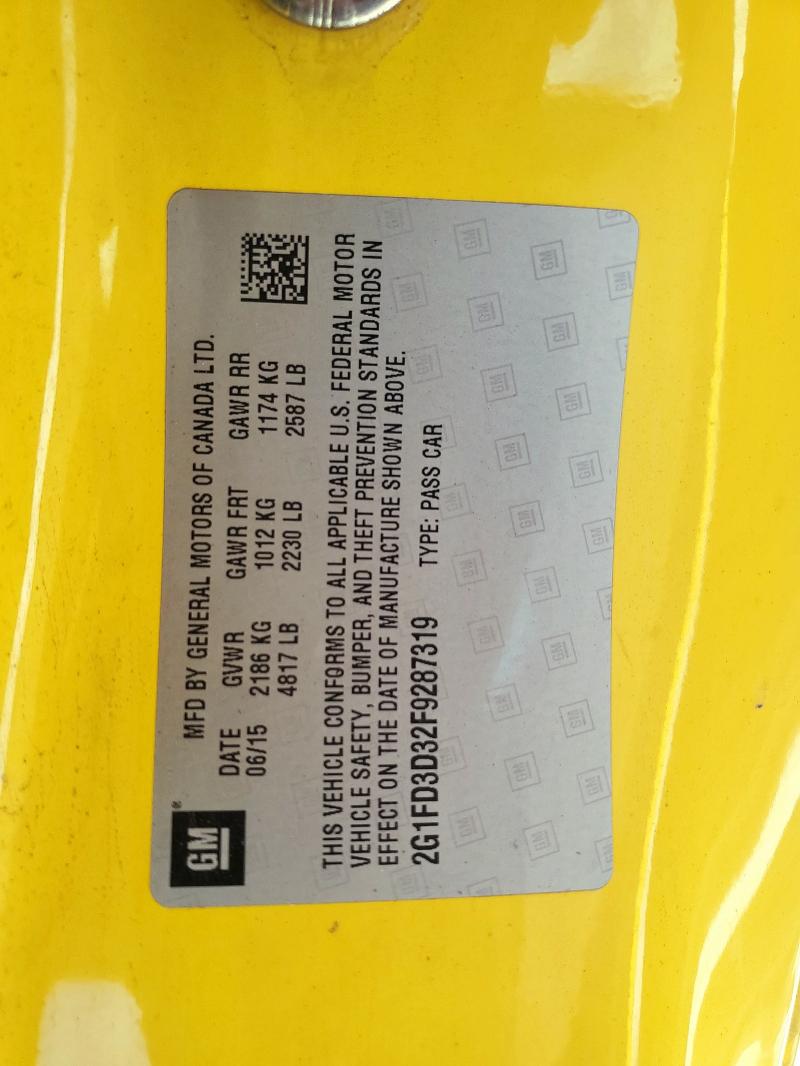 GM
MFD BY GENERAL MOTORS OF CANADA LTD.
DATE GVWR GAWR FRT GAWR RR
06/15 2186 KG 1012 KG 1174 KG
4817 LB 2230 LB 2587 LB
THIS VEHICLE CONFORMS TO ALL APPLICABLE U.S. FEDERAL MOTOR
VEHICLE SAFETY, BUMPER, AND THEFT PREVENTION STANDARDS IN
EFFECT ON THE DATE OF MANUFACTURE SHOWN ABOVE.
2G1FD3D32F9287319 TYPE: PASS CAR